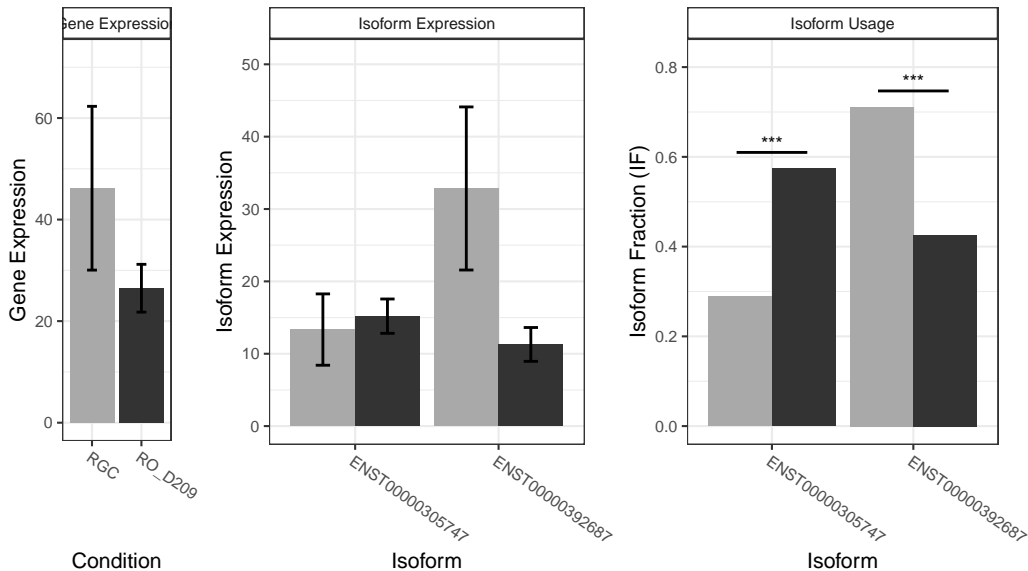 Gene Expression
Gene Expression
60
40
20
0
RGC
RO_D209
Condition
Isoform Expression
Isoform Expression
50
40
30
20
10
0
ENST00000305747
ENST00000392687
Isoform
Isoform Usage
Isoform Fraction (IF)
0.8
0.6
0.4
0.2
0.0
***
***
ENST00000305747
ENST00000392687
Isoform